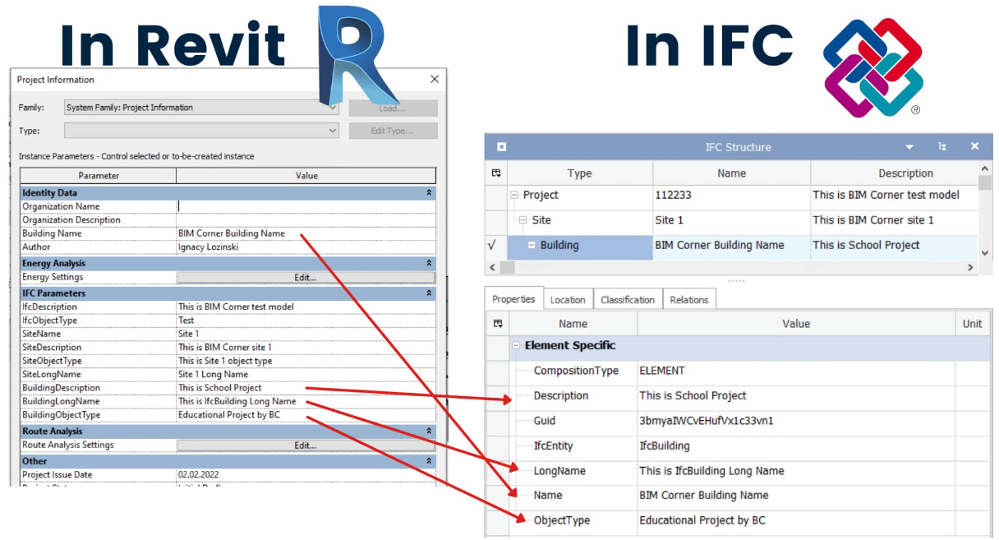 In Revit
In IFC
®
Project Information
Family: System Family: Project Information Load...
Type: Edit Type...
Instance Parameters - Control selected or to-be-created instance
Parameter Value
Identity Data
Organization Name
Organization Description
Building Name BIM Corner Building Name
Author Ignacy Lozinski
Energy Analysis
Energy Settings Edit...
IFC Parameters
IfcDescription This is BIM Corner test model
IfcObjectType Test
SiteName Site 1
SiteDescription This is BIM Corner site 1
SiteObjectType This is Site 1 object type
SiteLongName Site 1 Long Name
BuildingDescription This is School Project
BuildingLongName This is IfcBuilding Long Name
BuildingObjectType Educational Project by BC
Route Analysis
Route Analysis Settings Edit...
Other
Project Issue Date 02.02.2022
IFC Structure
Type Name Description
Project 112233 This is BIM Corner test model
Site Site 1 This is BIM Corner site 1
Building BIM Corner Building Name This is School Project
Properties Location Classification Relations
Name Value Unit
Element Specific
CompositionType ELEMENT
Description This is School Project
Guid 3bmyaIWCvEHufVx1c33vn1
IfcEntity IfcBuilding
LongName This is IfcBuilding Long Name
Name BIM Corner Building Name
ObjectType Educational Project by BC